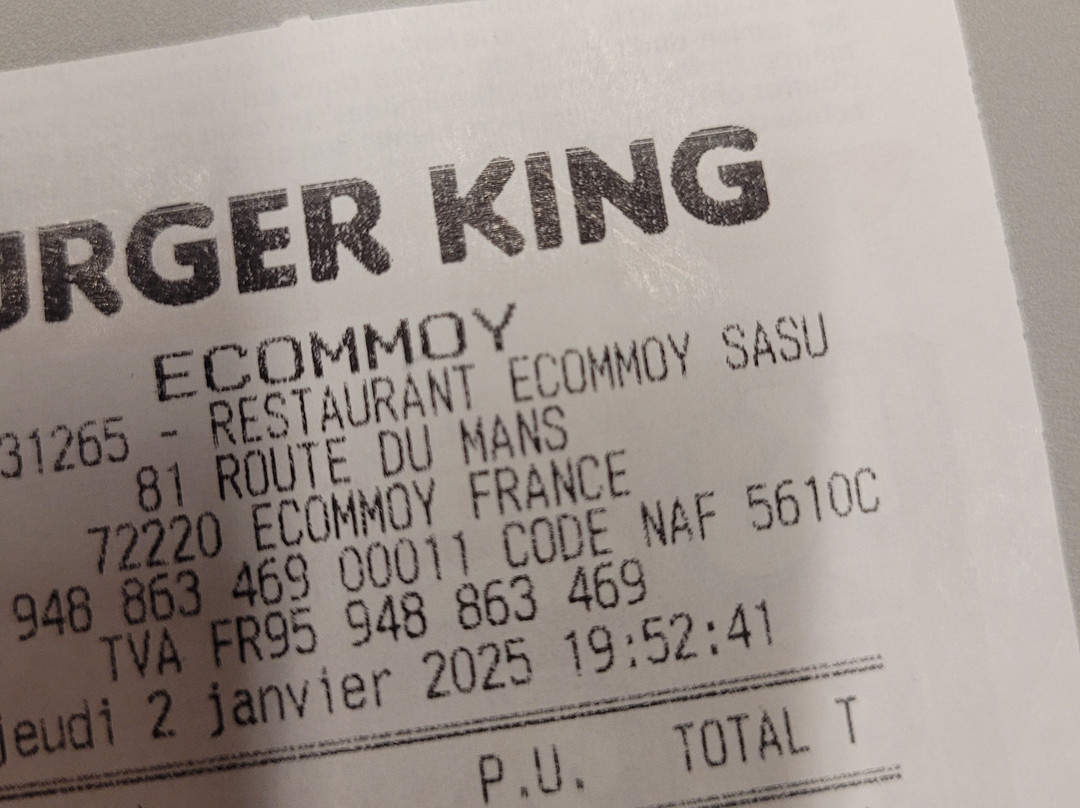 BURGER KING
ECOMMOY
31265 - RESTAURANT ECOMMOY SASU
81 ROUTE DU MANS
72220 ECOMMOY FRANCE
948 863 469 00011 CODE NAF 5610C
TVA FR95 948 863 469
jeudi 2 janvier 2025 19:52:41
P.U. TOTAL T